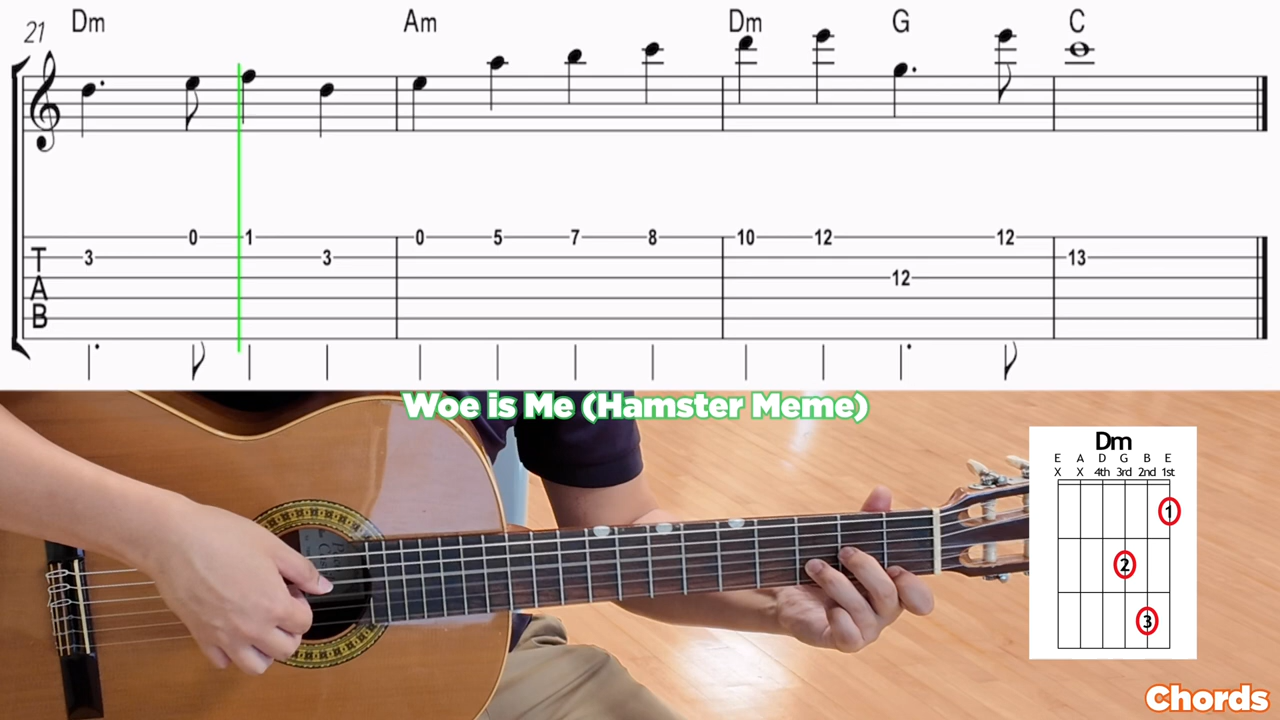 21 Dm Am Dm G C
0 1 0 5 7 8 10 12 12
T 3 3 13
A 12
B
Woe is Me (Hamster Meme)
Dm
E A D G B E
X X 4th 3rd 2nd 1st
1
2
3
Chords